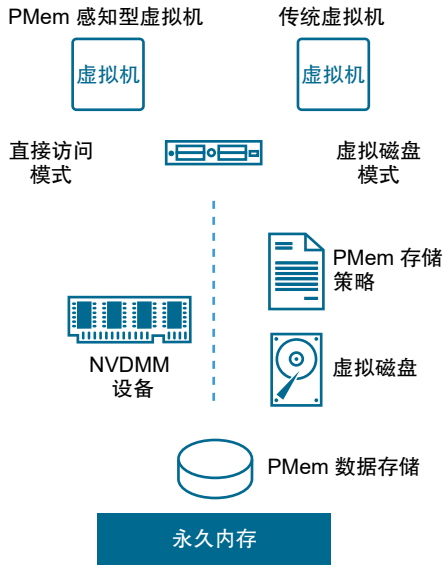 PMem 感知型虚拟机
传统虚拟机
虚拟机
虚拟机
直接访问
模式
虚拟磁盘
模式
PMem 存储
策略
NVDMM
设备
虚拟磁盘
PMem 数据存储
永久内存